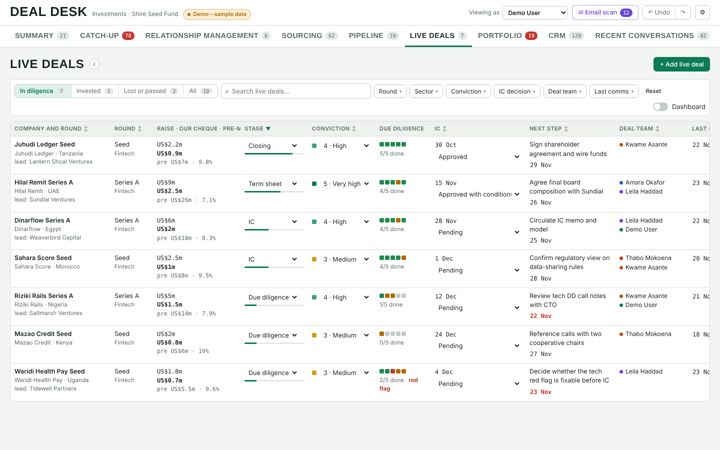 DEAL DESK Investments · Shire Seed Fund Demo – sample data Viewing as Demo User Email scan 12 Undo
SUMMARY 21 CATCH-UP 78 RELATIONSHIP MANAGEMENT 6 SOURCING 62 PIPELINE 19 LIVE DEALS 7 PORTFOLIO 19 CRM 120 RECENT CONVERSATIONS 42
LIVE DEALS i + Add live deal
In diligence 7 Invested 1 Lost or passed 2 All 10 Search live deals... Round Sector Conviction IC decision Deal team Last comms Reset
Dashboard
COMPANY AND ROUND ROUND RAISE · OUR CHEQUE · PRE-M STAGE CONVICTION DUE DILIGENCE IC NEXT STEP DEAL TEAM LAST
Juhudi Ledger Seed
Juhudi Ledger · Tanzania
lead: Lantern Shoal Ventures
Seed
Fintech
US$2.2m
US$0.9m
pre US$7m · 9.8%
Closing
4 · High
5/5 done
30 Oct
Approved
Sign shareholder
agreement and wire funds
29 Nov
Kwame Asante
22 No
Hilal Remit Series A
Hilal Remit · UAE
lead: Sundial Ventures
Series A
Fintech
US$9m
US$2.5m
pre US$26m · 7.1%
Term sheet
5 · Very high
4/5 done
15 Nov
Approved with condition
Agree final board
composition with Sundial
26 Nov
Amara Okafor
Leila Haddad
23 No
Dinarflow Series A
Dinarflow · Egypt
lead: Weaverbird Capital
Series A
Fintech
US$6m
US$2m
pre US$18m · 8.3%
IC
4 · High
4/5 done
28 Nov
Pending
Circulate IC memo and
model
25 Nov
Leila Haddad
Demo User
22 No
Sahara Score Seed
Sahara Score · Morocco
Seed
Fintech
US$2.5m
US$1m
pre US$8m · 9.5%
IC
3 · Medium
4/5 done
1 Dec
Pending
Confirm regulatory view on
data-sharing rules
28 Nov
Thabo Mokoena
Kwame Asante
20 No
Riziki Rails Series A
Riziki Rails · Nigeria
lead: Saltmarsh Ventures
Series A
Fintech
US$5m
US$1.5m
pre US$14m · 7.9%
Due diligence
4 · High
1/5 done
12 Dec
Pending
Review tech DD call notes
with CTO
22 Nov
Kwame Asante
Demo User
21 No
Mazao Credit Seed
Mazao Credit · Kenya
Seed
Fintech
US$2m
US$0.8m
pre US$6m · 10%
Due diligence
3 · Medium
0/5 done
24 Dec
Pending
Reference calls with two
cooperative chairs
27 Nov
Thabo Mokoena
18 No
Waridi Health Pay Seed
Waridi Health Pay · Uganda
lead: Tidewell Partners
Seed
Fintech
US$1.8m
US$0.7m
pre US$5.5m · 9.6%
Due diligence
3 · Medium
2/5 done · red
flag
4 Dec
Pending
Decide whether the tech
red flag is fixable before IC
23 Nov
Leila Haddad
23 No